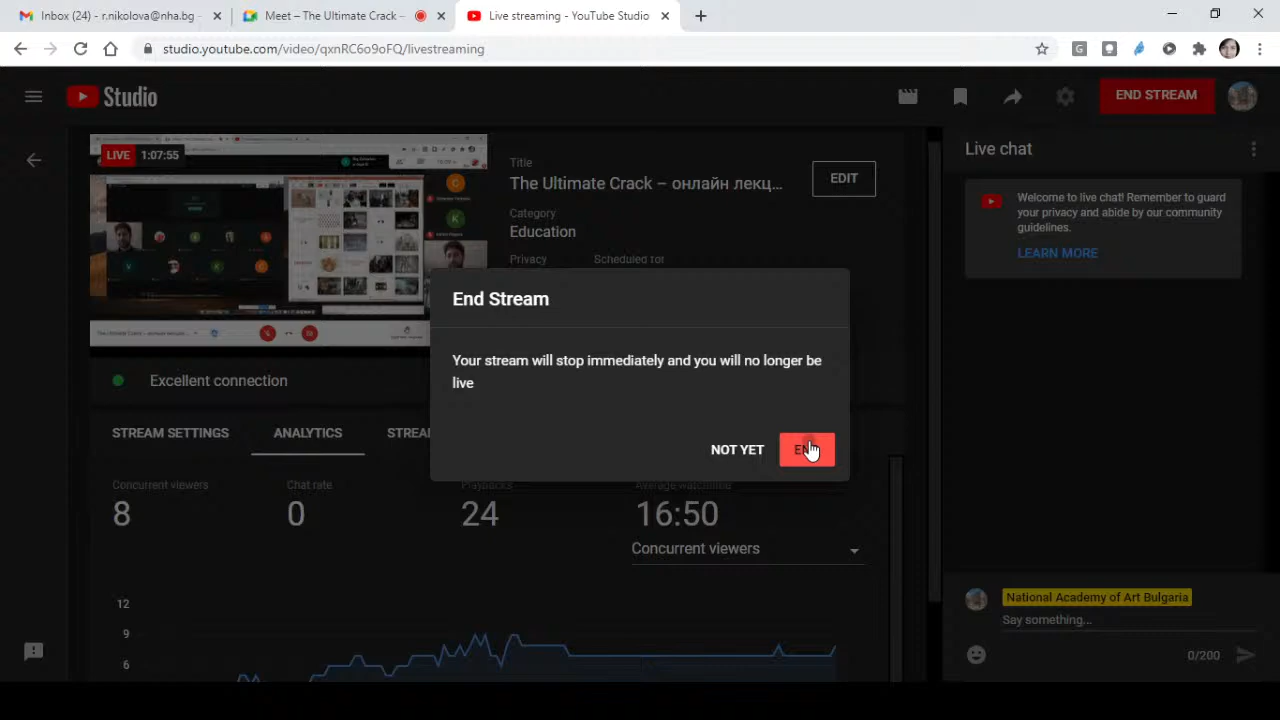 Inbox (24) - r.nikolova@nha.bg -
Meet – The Ultimate Crack –
Live streaming - YouTube Studio
studio.youtube.com/video/qxnRC6o9oFQ/livestreaming
Studio
END STREAM
LIVE 1:07:55
Title
The Ultimate Crack – онлайн лекц...
EDIT
Category
Education
Privacy
Scheduled for
Live chat
Welcome to live chat! Remember to guard
your privacy and abide by our community
guidelines.
LEARN MORE
End Stream
Your stream will stop immediately and you will no longer be
live
NOT YET
Excellent connection
STREAM SETTINGS
ANALYTICS
Concurrent viewers
Chat rate
Playbacks
Average watchtime
8
0
24
16:50
Concurrent viewers
12
9
6
National Academy of Art Bulgaria
Say something...
0/200